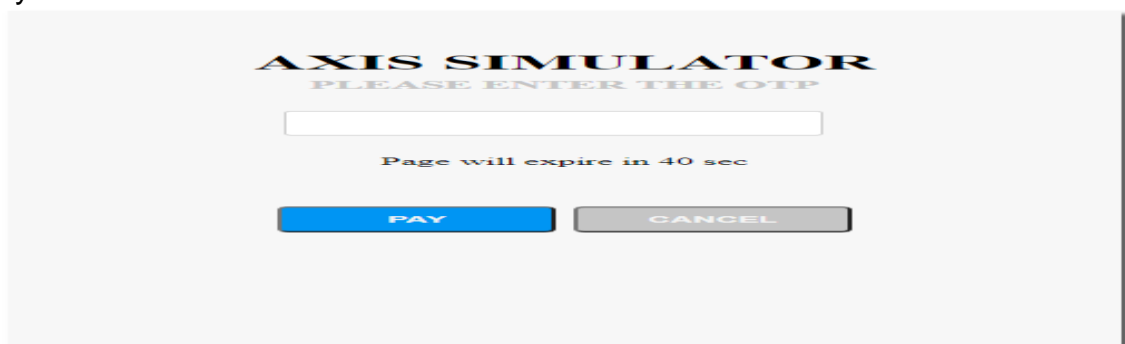 AXIS SIMULATOR
PLEASE ENTER THE OTP
Page will expire in 40 sec
PAY CANCEL